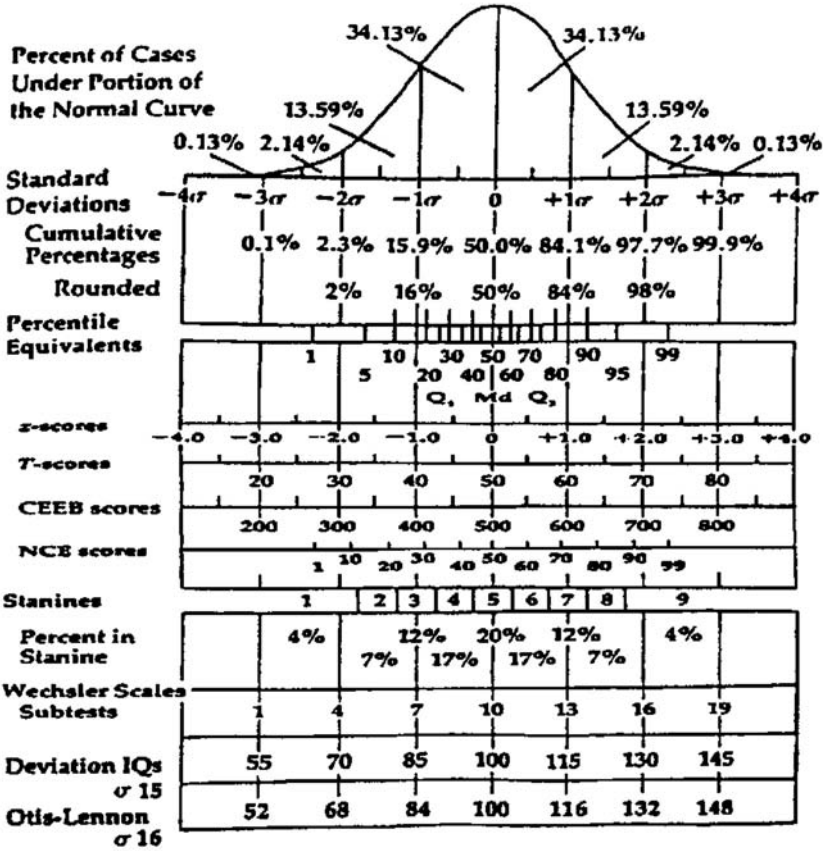 34.13% 34.13%
Percent of Cases
Under Portion of
the Normal Curve
13.59% 13.59%
0.13% 2.14% 2.14% 0.13%
Standard
Deviations
−4σ −3σ −2σ −1σ 0 +1σ +2σ +3σ +4σ
Cumulative
Percentages
0.1% 2.3% 15.9% 50.0% 84.1% 97.7% 99.9%
Rounded 2% 16% 50% 84% 98%
Percentile
Equivalents
1 10 30 50 70 90 99
5 20 40 60 80 95
Q₁ Md Q₃
z-scores
−4.0 −3.0 −2.0 −1.0 0 +1.0 +2.0 +3.0 +4.0
T-scores
20 30 40 50 60 70 80
CEEB scores
200 300 400 500 600 700 800
NCE scores
1 10 20 30 40 50 60 70 80 90 99
Stanines 1 2 3 4 5 6 7 8 9
Percent in
Stanine
4% 12% 20% 12% 4%
7% 17% 17% 7%
Wechsler Scales
Subtests 1 4 7 10 13 16 19
Deviation IQs 55 70 85 100 115 130 145
σ 15
Otis-Lennon 52 68 84 100 116 132 148
σ 16